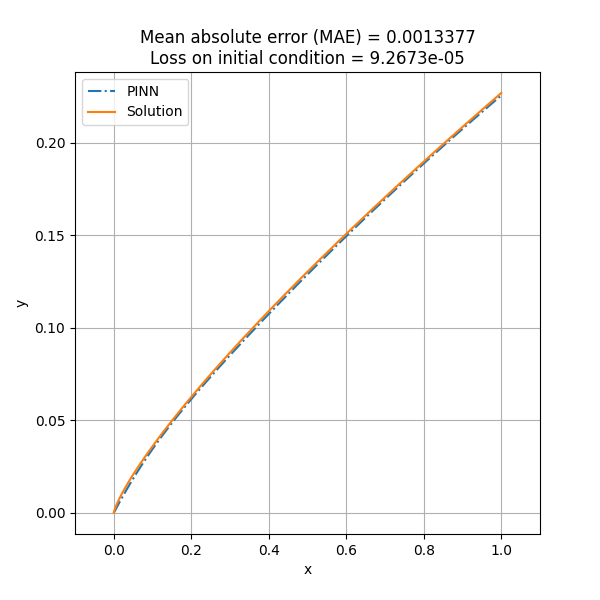 Mean absolute error (MAE) = 0.0013377
Loss on initial condition = 9.2673e-05
PINN
Solution
0.20
0.15
0.10
0.05
0.00
y
0.0 0.2 0.4 0.6 0.8 1.0
x